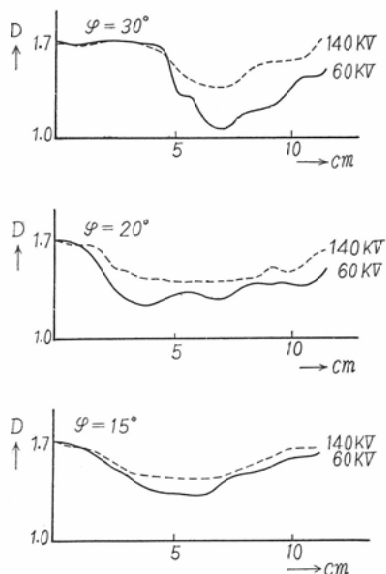 D
1.7
φ = 30°
140 KV
60 KV
1.0
5
10
cm
D
1.7
φ = 20°
140 KV
60 KV
1.0
5
10
cm
D
1.7
φ = 15°
140 KV
60 KV
1.0
5
10
cm